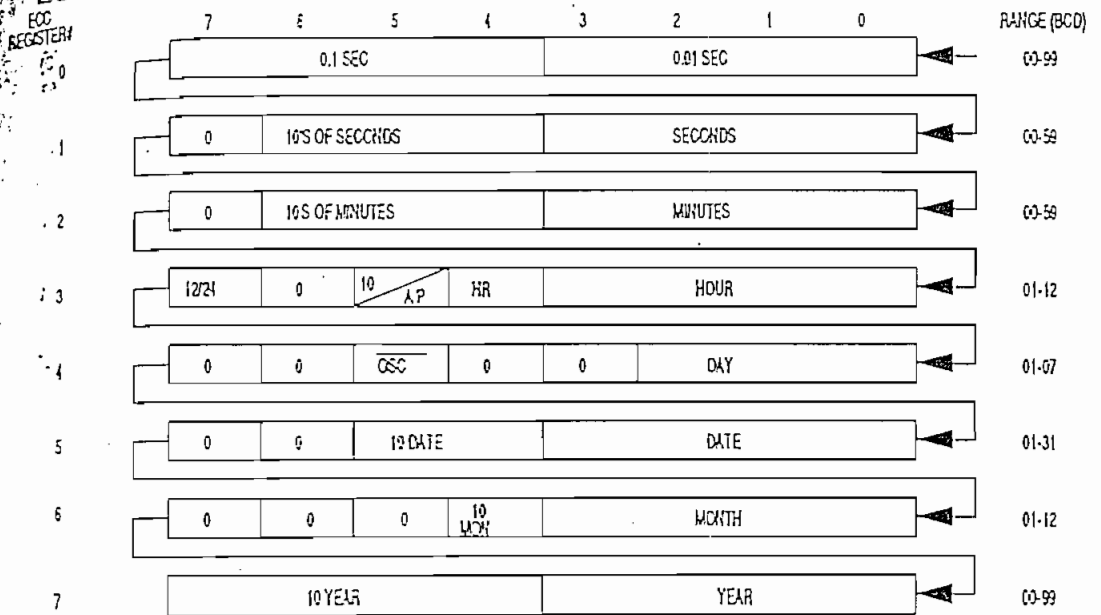 ECC
REGISTER#
7 6 5 4 3 2 1 0 RANGE (BCD)
0 0.1 SEC 0.01 SEC 00-99
1 0 10'S OF SECONDS SECONDS 00-59
2 0 10'S OF MINUTES MINUTES 00-59
3 12/24 0 10 A/P HR HOUR 01-12
4 0 0 OSC 0 0 DAY 01-07
5 0 0 10 DATE DATE 01-31
6 0 0 0 10 MON MONTH 01-12
7 10 YEAR YEAR 00-99